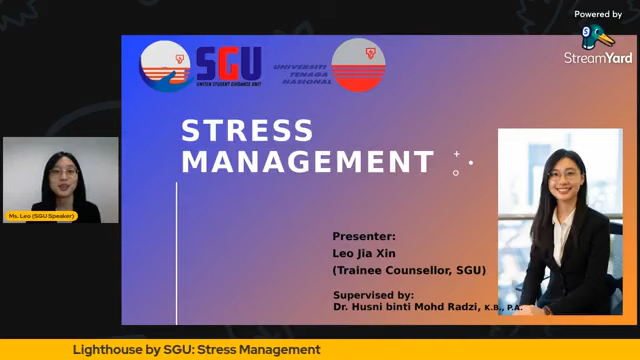 Powered by
StreamYard
SGU
UNITEN STUDENT GUIDANCE UNIT
UNIVERSITI
TENAGA
NASIONAL
STRESS
MANAGEMENT
Presenter:
Leo Jia Xin
(Trainee Counsellor, SGU)
Supervised by:
Dr. Husni binti Mohd Radzi, K.B., P.A.
Ms. Leo (SGU Speaker)
Lighthouse by SGU: Stress Management